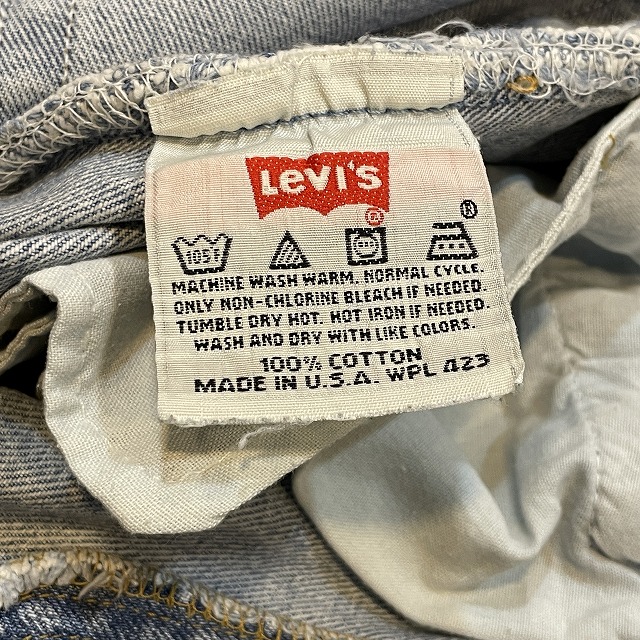 Levi's
®
®
105°
MACHINE WASH WARM. NORMAL CYCLE.
ONLY NON-CHLORINE BLEACH IF NEEDED.
TUMBLE DRY HOT. HOT IRON IF NEEDED.
WASH AND DRY WITH LIKE COLORS.
100% COTTON
MADE IN U.S.A. WPL 423